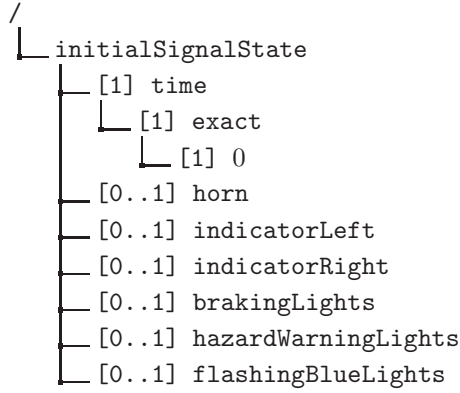 /
initialSignalState
[1] time
[1] exact
[1] 0
[0..1] horn
[0..1] indicatorLeft
[0..1] indicatorRight
[0..1] brakingLights
[0..1] hazardWarningLights
[0..1] flashingBlueLights